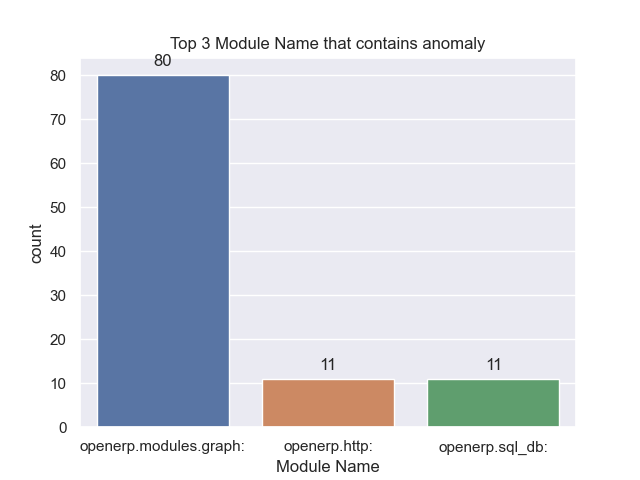 Top 3 Module Name that contains anomaly
80
80
70
60
50
40
30
20
10
0
count
11
11
openerp.modules.graph:
openerp.http:
openerp.sql_db:
Module Name